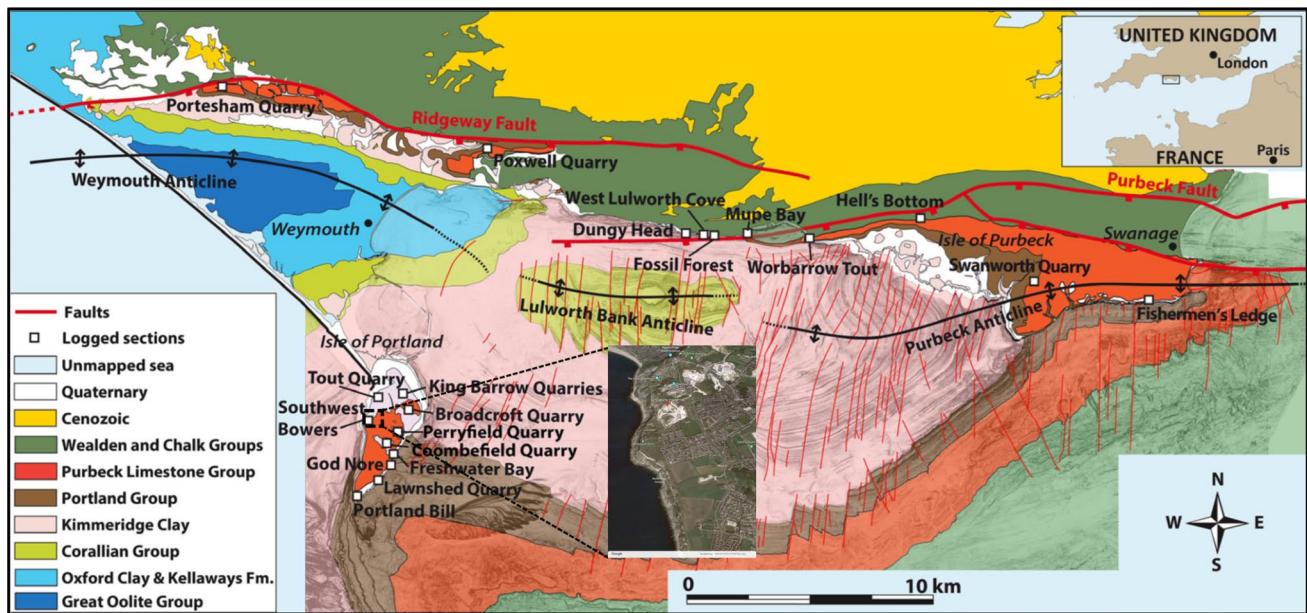 UNITED KINGDOM
London
FRANCE
Paris
Portesham Quarry
Ridgeway Fault
Poxwell Quarry
Weymouth Anticline
Weymouth
West Lulworth Cove
Mupe Bay
Hell's Bottom
Purbeck Fault
Dungy Head
Fossil Forest
Worbarrow Tout
Isle of Purbeck
Swanage
Swanworth Quarry
Lulworth Bank Anticline
Purbeck Anticline
Fishermen's Ledge
Isle of Portland
Tout Quarry
King Barrow Quarries
Southwest
Bowers
Broadcroft Quarry
Perryfield Quarry
Coombefield Quarry
God Nore
Freshwater Bay
Lawnshed Quarry
Portland Bill
Faults
Logged sections
Unmapped sea
Quaternary
Cenozoic
Wealden and Chalk Groups
Purbeck Limestone Group
Portland Group
Kimmeridge Clay
Corallian Group
Oxford Clay & Kellaways Fm.
Great Oolite Group
0
10 km
N
W
E
S
Google